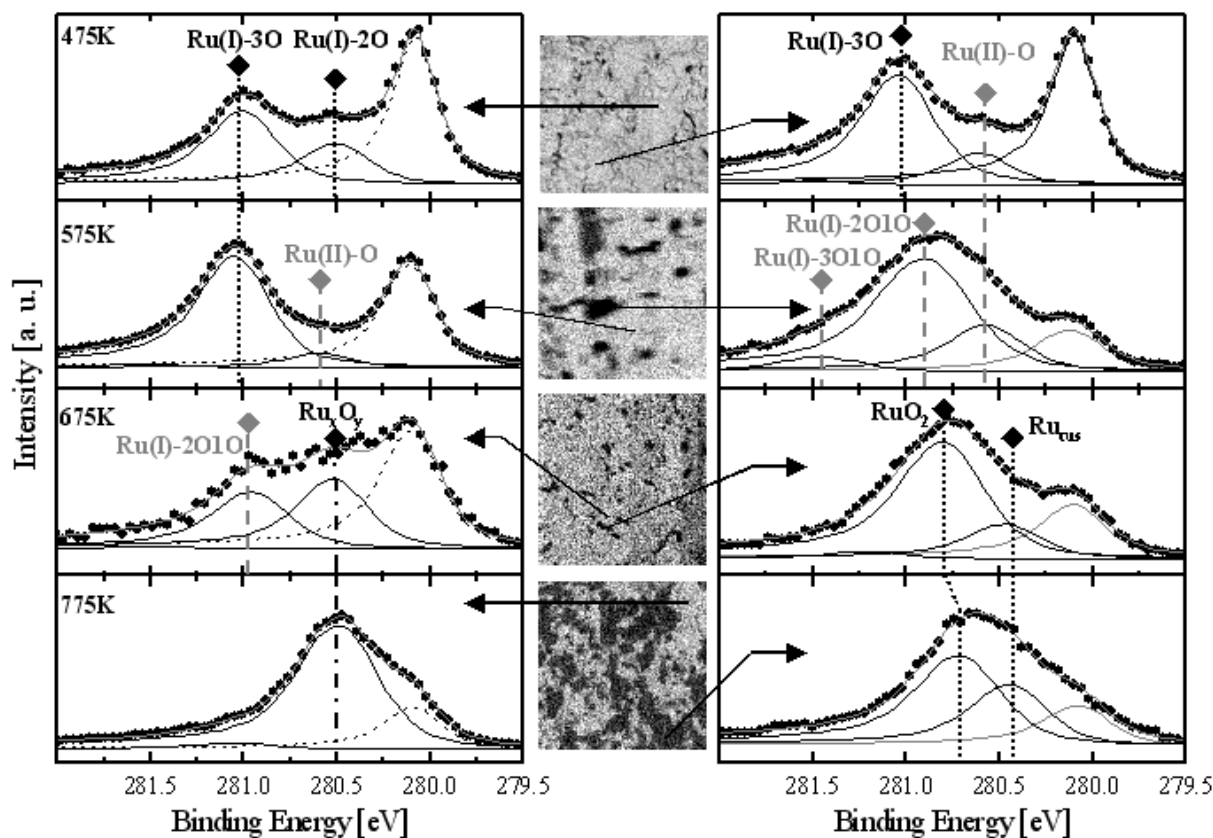 475K
Ru(I)-3O Ru(I)-2O
Ru(I)-3O
Ru(II)-O
575K
Ru(II)-O
Ru(I)-2O1O
Ru(I)-3O1O
675K
Ru(I)-2O1O
RuxOy
RuO2
Rucus
775K
Intensity [a. u.]
281.5 281.0 280.5 280.0 279.5
281.5 281.0 280.5 280.0 279.5
Binding Energy [eV]
Binding Energy [eV]